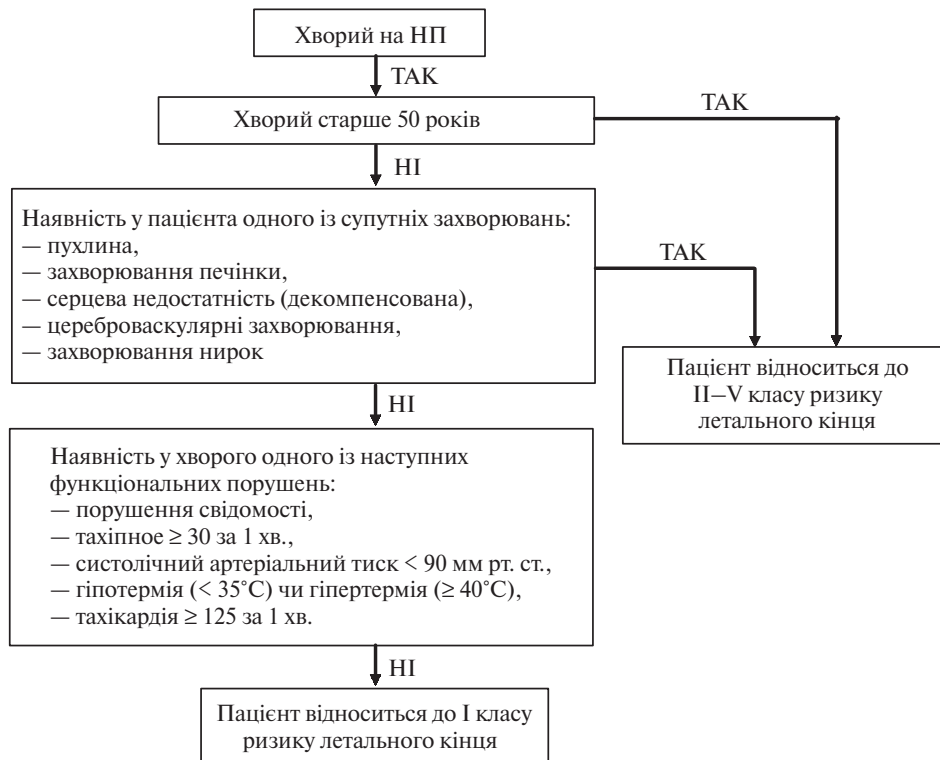 Хворий на НП
ТАК
Хворий старше 50 років
ТАК
НІ
Наявність у пацієнта одного із супутніх захворювань:
— пухлина,
— захворювання печінки,
— серцева недостатність (декомпенсована),
— цереброваскулярні захворювання,
— захворювання нирок
ТАК
Пацієнт відноситься до
II–V класу ризику
летального кінця
НІ
Наявність у хворого одного із наступних
функціональних порушень:
— порушення свідомості,
— тахіпное ≥ 30 за 1 хв.,
— систолічний артеріальний тиск < 90 мм рт. ст.,
— гіпотермія (< 35°С) чи гіпертермія (≥ 40°С),
— тахікардія ≥ 125 за 1 хв.
НІ
Пацієнт відноситься до I класу
ризику летального кінця